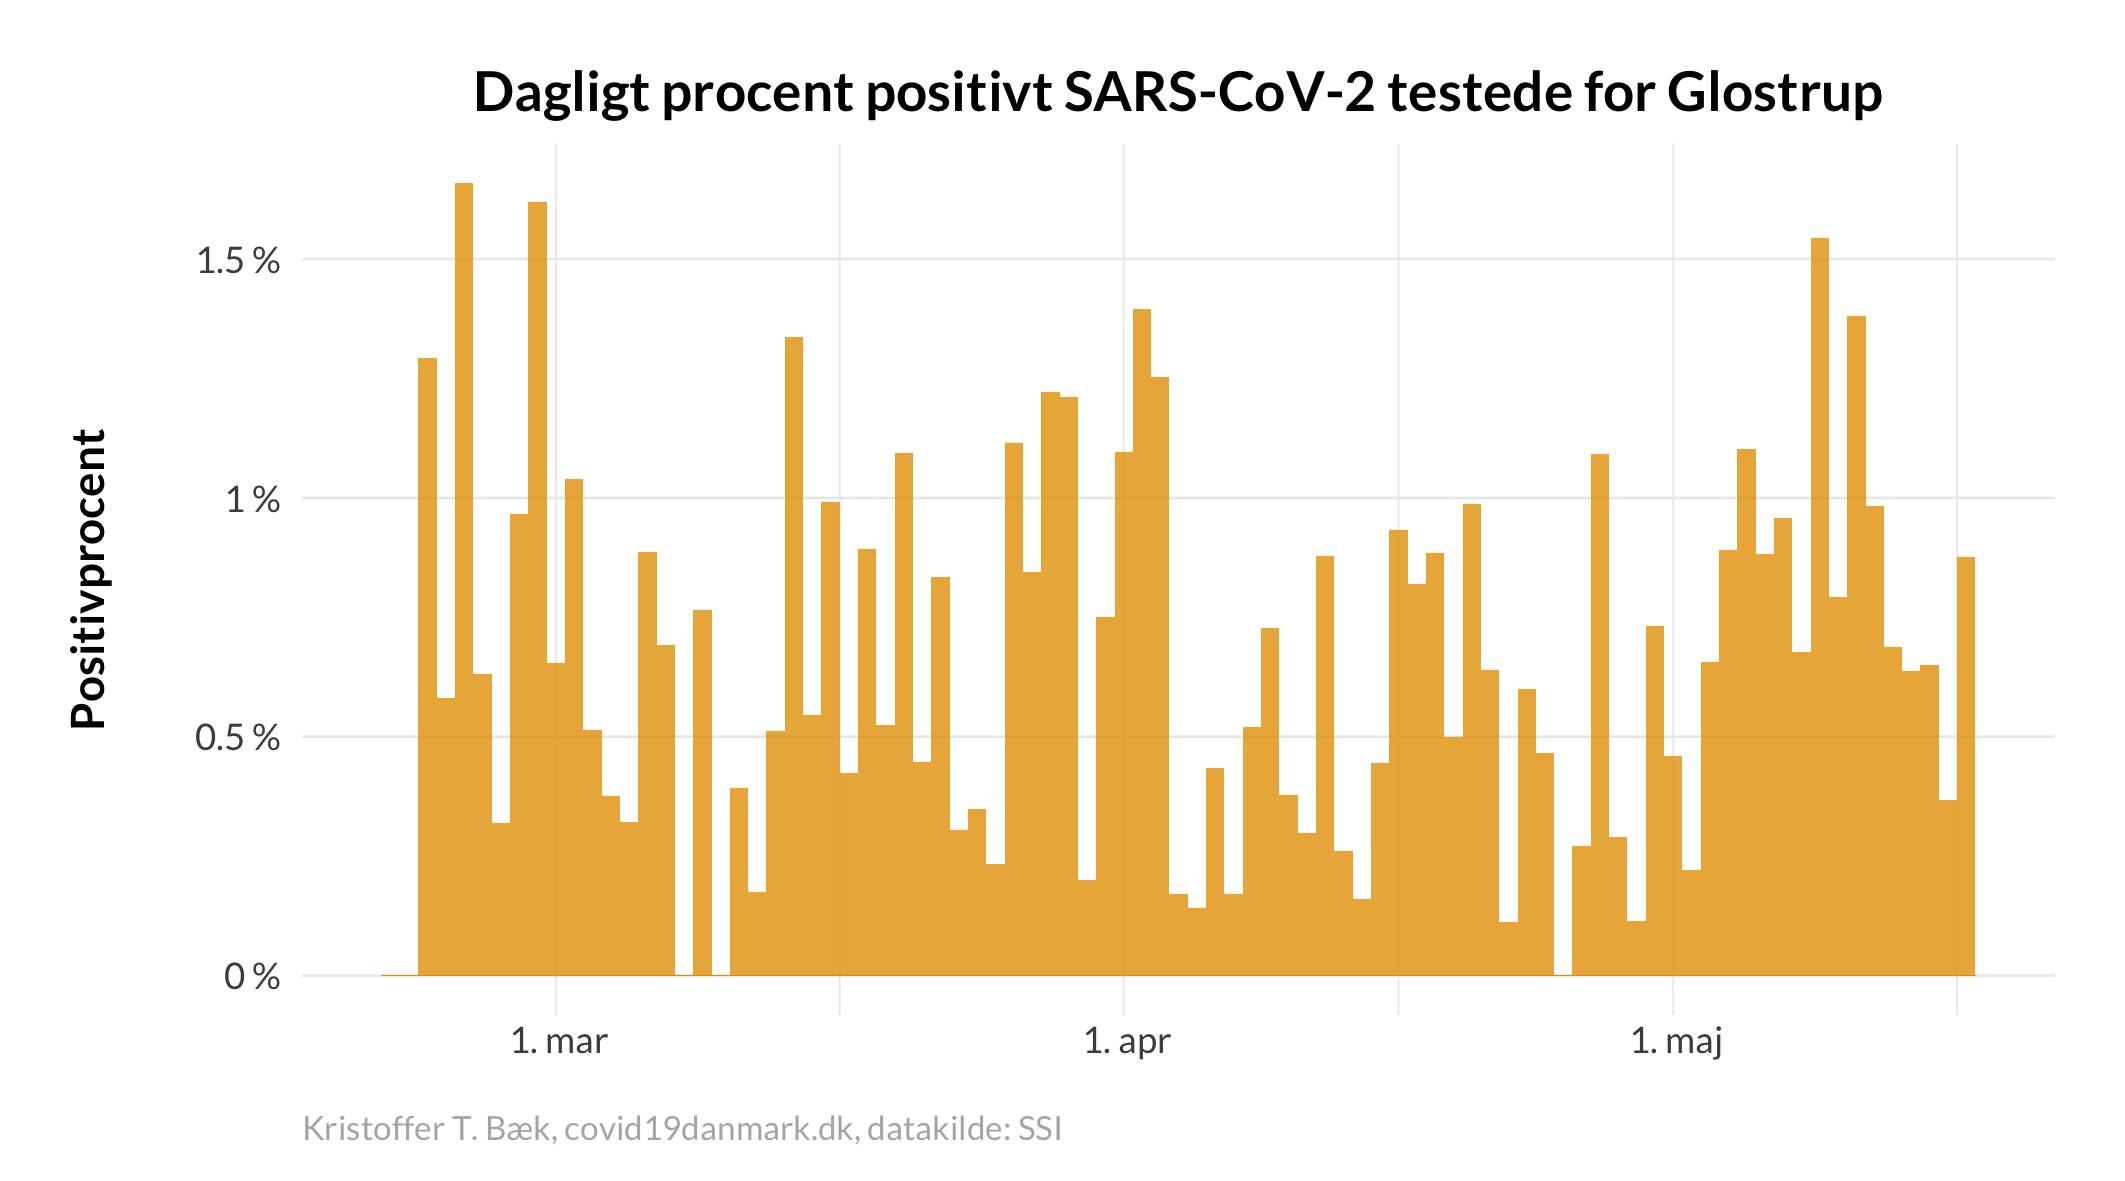 Dagligt procent positivt SARS-CoV-2 testede for Glostrup
Positivprocent
1.5 %
1 %
0.5 %
0 %
1. mar
1. apr
1. maj
Kristoffer T. Bæk, covid19danmark.dk, datakilde: SSI